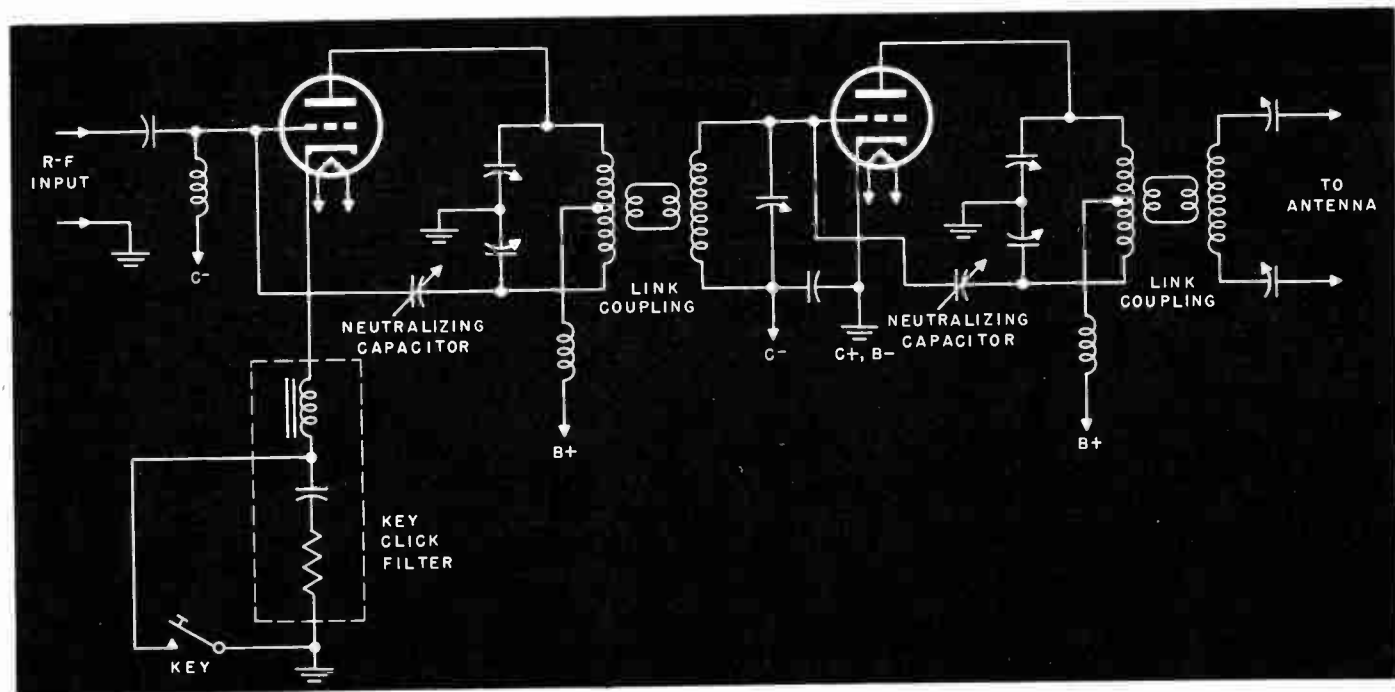 R-F
INPUT
C-
NEUTRALIZING
CAPACITOR
LINK
COUPLING
B+
C-
C+, B-
NEUTRALIZING
CAPACITOR
LINK
COUPLING
B+
TO
ANTENNA
KEY
CLICK
FILTER
KEY